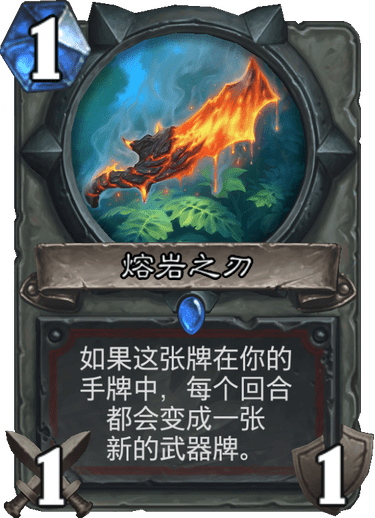 1
熔岩之刃
如果这张牌在你的
手牌中，每个回合
都会变成一张
新的武器牌。
1
1